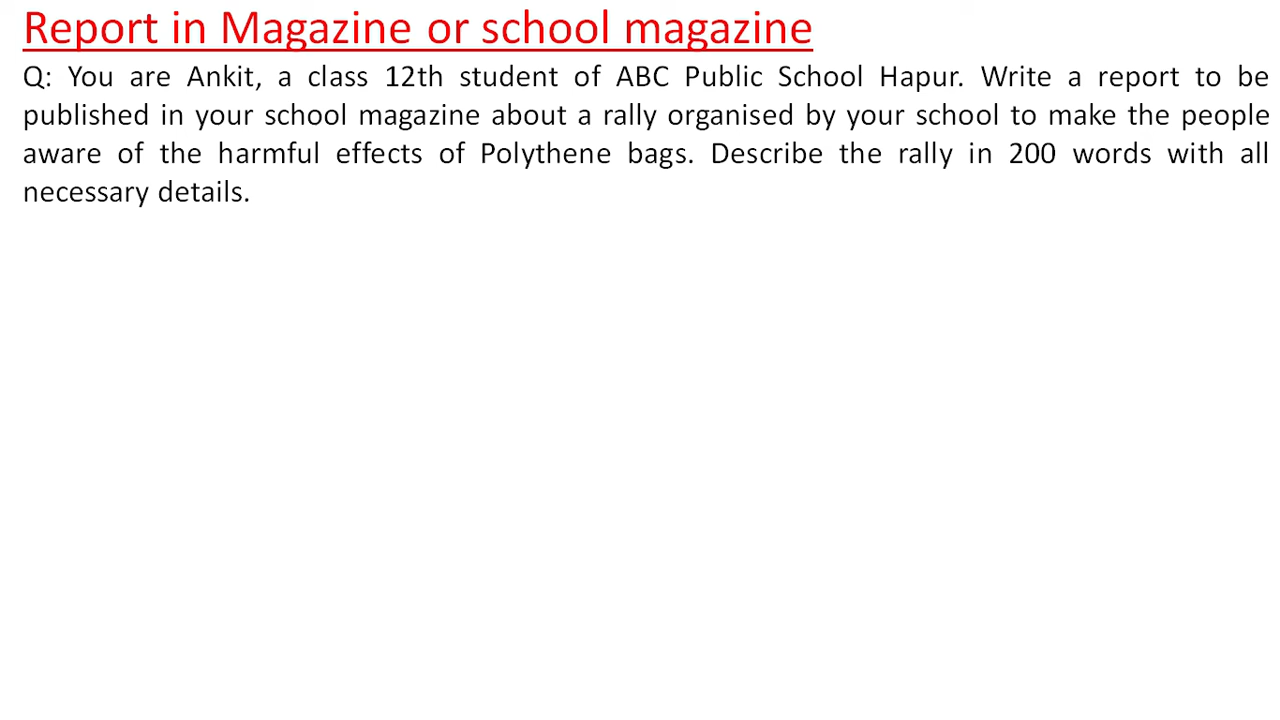 Report in Magazine or school magazine
Q: You are Ankit, a class 12th student of ABC Public School Hapur. Write a report to be
published in your school magazine about a rally organised by your school to make the people
aware of the harmful effects of Polythene bags. Describe the rally in 200 words with all
necessary details.